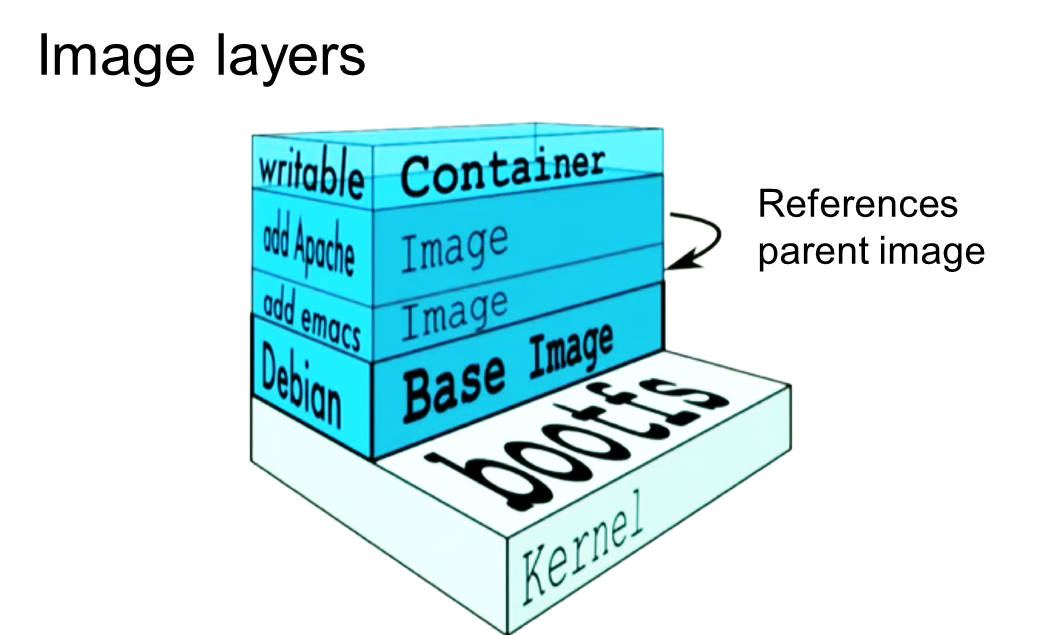 Image layers
writable Container
add Apache Image
add emacs Image
Debian Base Image
bootfs
Kernel
References
parent image